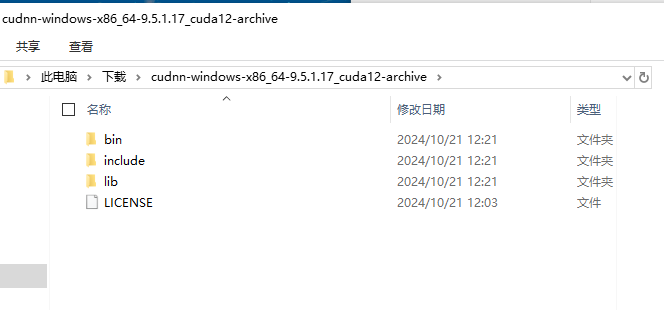 cudnn-windows-x86_64-9.5.1.17_cuda12-archive
共享 查看
此电脑 下载 cudnn-windows-x86_64-9.5.1.17_cuda12-archive
名称 修改日期 类型
bin 2024/10/21 12:21 文件夹
include 2024/10/21 12:21 文件夹
lib 2024/10/21 12:21 文件夹
LICENSE 2024/10/21 12:03 文件